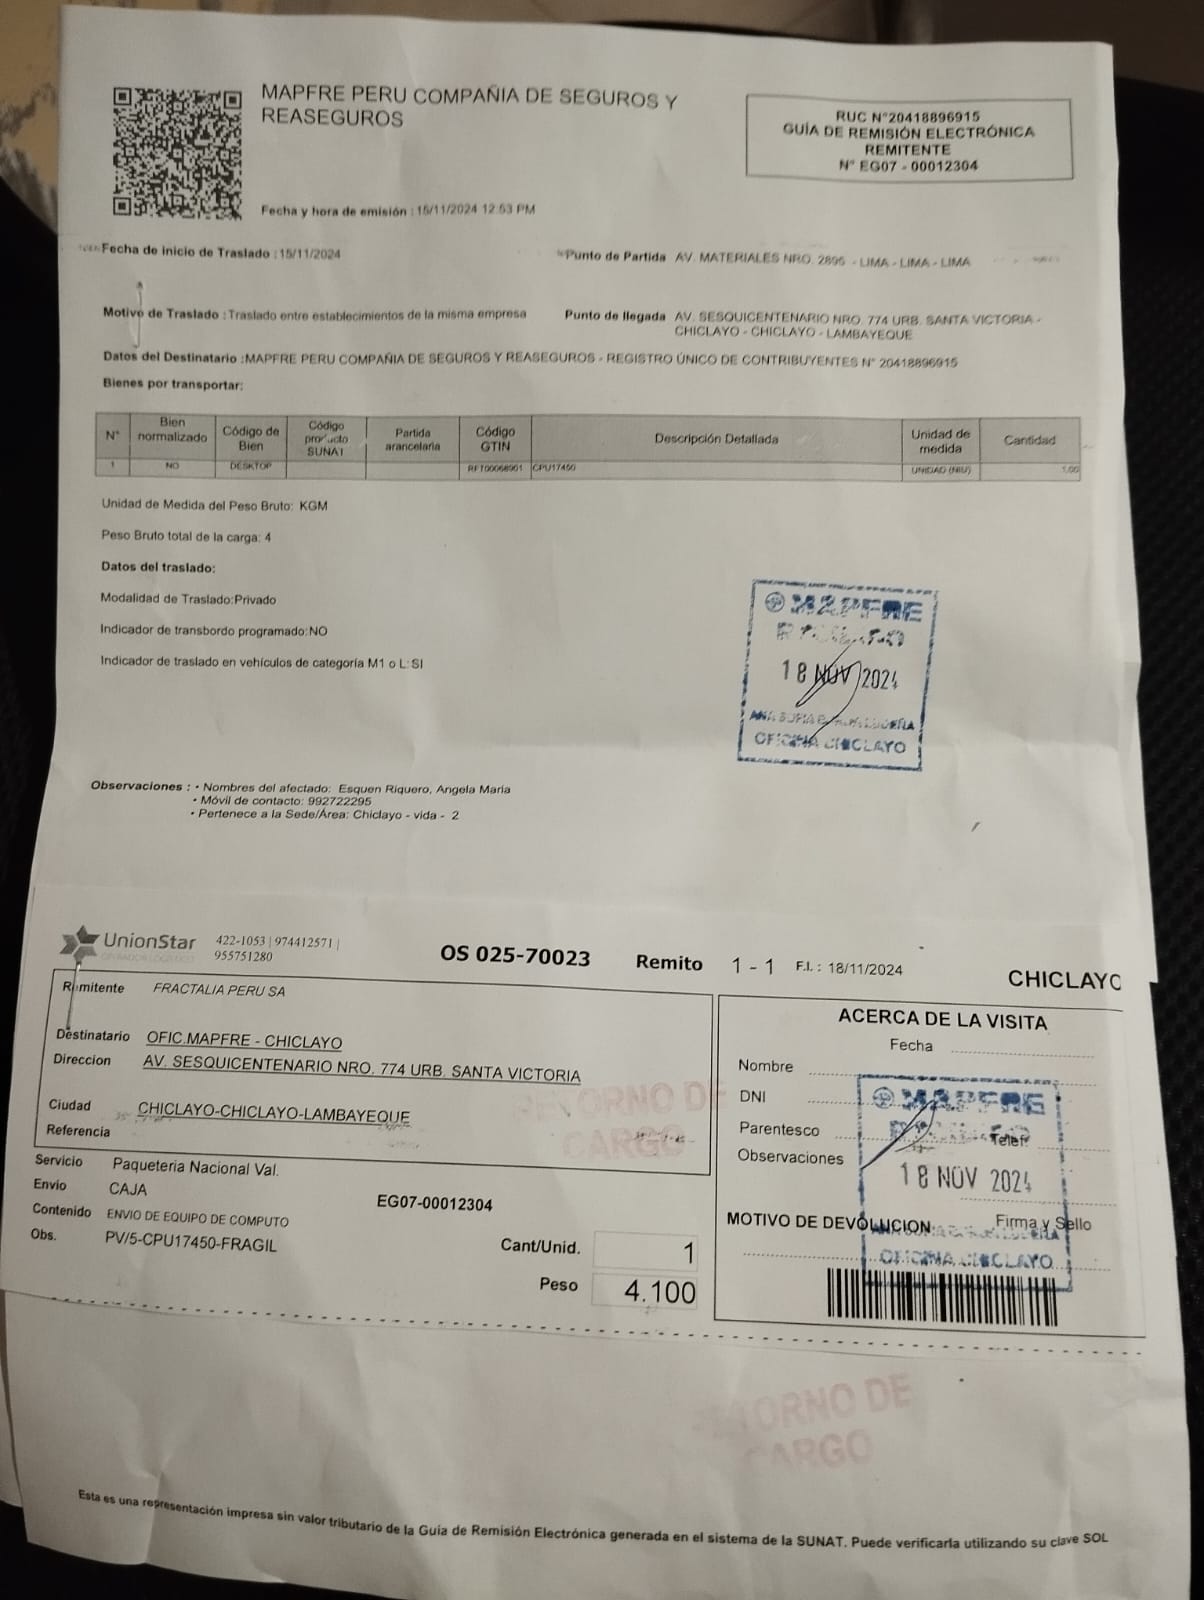 MAPFRE PERU COMPAÑIA DE SEGUROS Y
REASEGUROS
RUC N°20418896915
GUÍA DE REMISIÓN ELECTRÓNICA
REMITENTE
N° EG07 - 00012304
Fecha y hora de emisión : 15/11/2024 12:53 PM
Fecha de inicio de Traslado : 15/11/2024
Punto de Partida AV. MATERIALES NRO. 2895 - LIMA - LIMA - LIMA
Motivo de Traslado : Traslado entre establecimientos de la misma empresa
Punto de llegada AV. SESQUICENTENARIO NRO. 774 URB. SANTA VICTORIA -
CHICLAYO - CHICLAYO - LAMBAYEQUE
Datos del Destinatario :MAPFRE PERU COMPAÑIA DE SEGUROS Y REASEGUROS - REGISTRO ÚNICO DE CONTRIBUYENTES N° 20418896915
Bienes por transportar:
N° Bien normalizado Código de Bien Código producto SUNAT Partida arancelaria Código GTIN Descripción Detallada Unidad de medida Cantidad
1 NO DESKTOP CPU17450 UNIDAD (NIU) 1.00
Unidad de Medida del Peso Bruto: KGM
Peso Bruto total de la carga: 4
Datos del traslado:
Modalidad de Traslado:Privado
Indicador de transbordo programado:NO
Indicador de traslado en vehículos de categoría M1 o L:SI
MAPFRE
18 NOV 2024
OFICINA CHICLAYO
Observaciones : • Nombres del afectado: Esquen Riquero, Angela Maria
• Móvil de contacto: 992722295
• Pertenece a la Sede/Área: Chiclayo - vida - 2
UnionStar
OPERADOR LOGISTICO
422-1053 | 974412571 |
955751280
OS 025-70023 Remito 1 - 1 F.I. : 18/11/2024 CHICLAYO
Remitente FRACTALIA PERU SA
Destinatario OFIC.MAPFRE - CHICLAYO
Direccion AV. SESQUICENTENARIO NRO. 774 URB. SANTA VICTORIA
Ciudad CHICLAYO-CHICLAYO-LAMBAYEQUE
Referencia
RETORNO DE
CARGO
Servicio Paqueteria Nacional Val.
Envio CAJA
EG07-00012304
Contenido ENVIO DE EQUIPO DE COMPUTO
Obs. PV/5-CPU17450-FRAGIL
Cant/Unid. 1
Peso 4.100
ACERCA DE LA VISITA
Fecha
Nombre
DNI
Parentesco Telef:
Observaciones
MOTIVO DE DEVOLUCION: Firma y Sello
MAPFRE
18 NOV 2024
OFICINA CHICLAYO
RETORNO DE
CARGO
Esta es una representación impresa sin valor tributario de la Guía de Remisión Electrónica generada en el sistema de la SUNAT. Puede verificarla utilizando su clave SOL